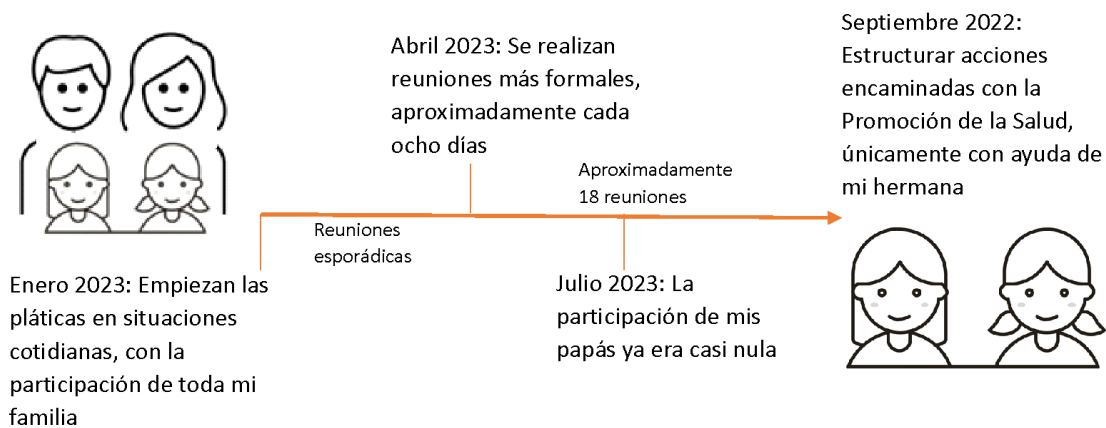 Enero 2023: Empiezan las
pláticas en situaciones
cotidianas, con la
participación de toda mi
familia
Reuniones
esporádicas
Abril 2023: Se realizan
reuniones más formales,
aproximadamente cada
ocho días
Aproximadamente
18 reuniones
Julio 2023: La
participación de mis
papás ya era casi nula
Septiembre 2022:
Estructurar acciones
encaminadas con la
Promoción de la Salud,
únicamente con ayuda de
mi hermana